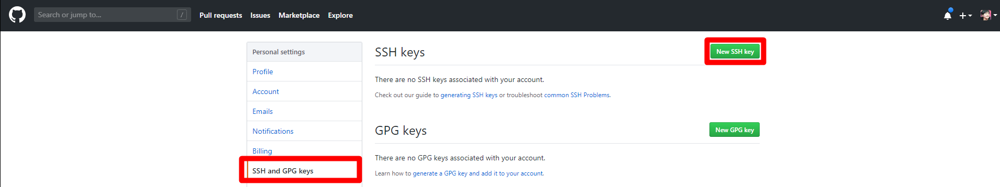 Search or jump to... /
Pull requests Issues Marketplace Explore
Personal settings
Profile
Account
Emails
Notifications
Billing
SSH and GPG keys
SSH keys
New SSH key
There are no SSH keys associated with your account.
Check out our guide to generating SSH keys or troubleshoot common SSH Problems.
GPG keys
New GPG key
There are no GPG keys associated with your account.
Learn how to generate a GPG key and add it to your account.